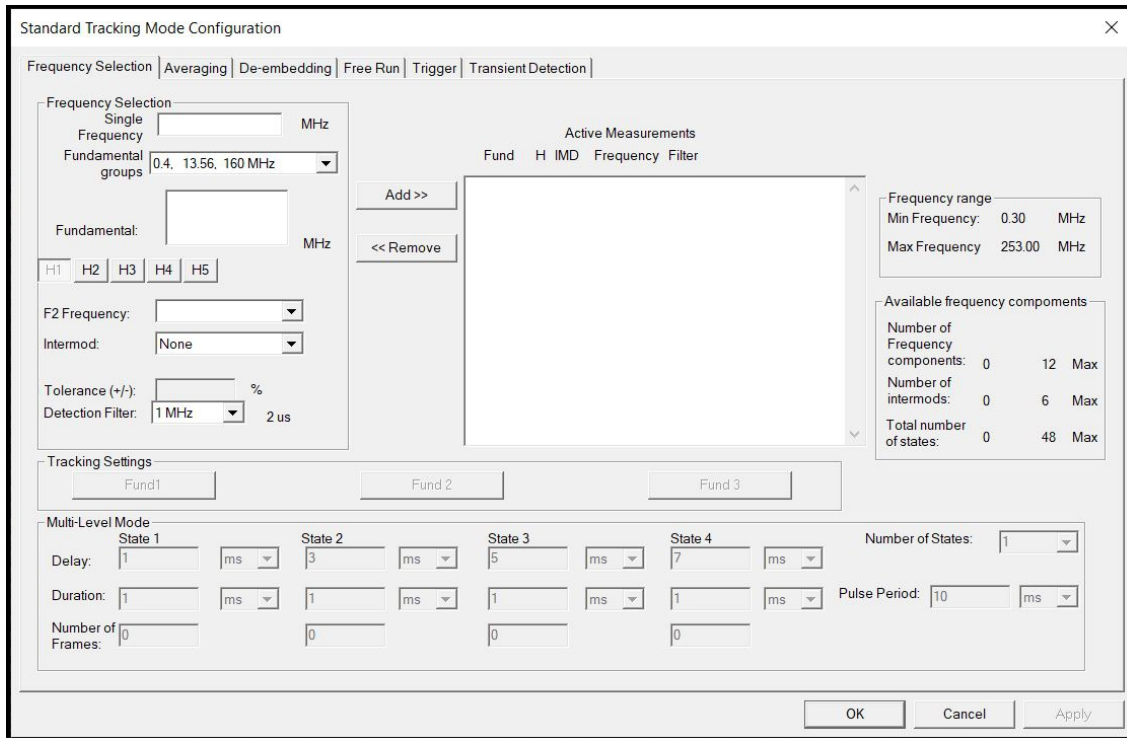 Standard Tracking Mode Configuration
Frequency Selection Averaging De-embedding Free Run Trigger Transient Detection
Frequency Selection
Single Frequency MHz
Fundamental groups 0.4, 13.56, 160 MHz
Fundamental: MHz
H1 H2 H3 H4 H5
F2 Frequency:
Intermod: None
Tolerance (+/-): %
Detection Filter: 1 MHz 2 us
Add >>
<< Remove
Active Measurements
Fund H IMD Frequency Filter
Frequency range
Min Frequency: 0.30 MHz
Max Frequency 253.00 MHz
Available frequency compoments
Number of Frequency components: 0 12 Max
Number of intermods: 0 6 Max
Total number of states: 0 48 Max
Tracking Settings
Fund1 Fund 2 Fund 3
Multi-Level Mode
State 1 State 2 State 3 State 4
Delay: 1 ms 3 ms 5 ms 7 ms
Duration: 1 ms 1 ms 1 ms 1 ms
Number of Frames: 0 0 0 0
Number of States: 1
Pulse Period: 10 ms
OK Cancel Apply